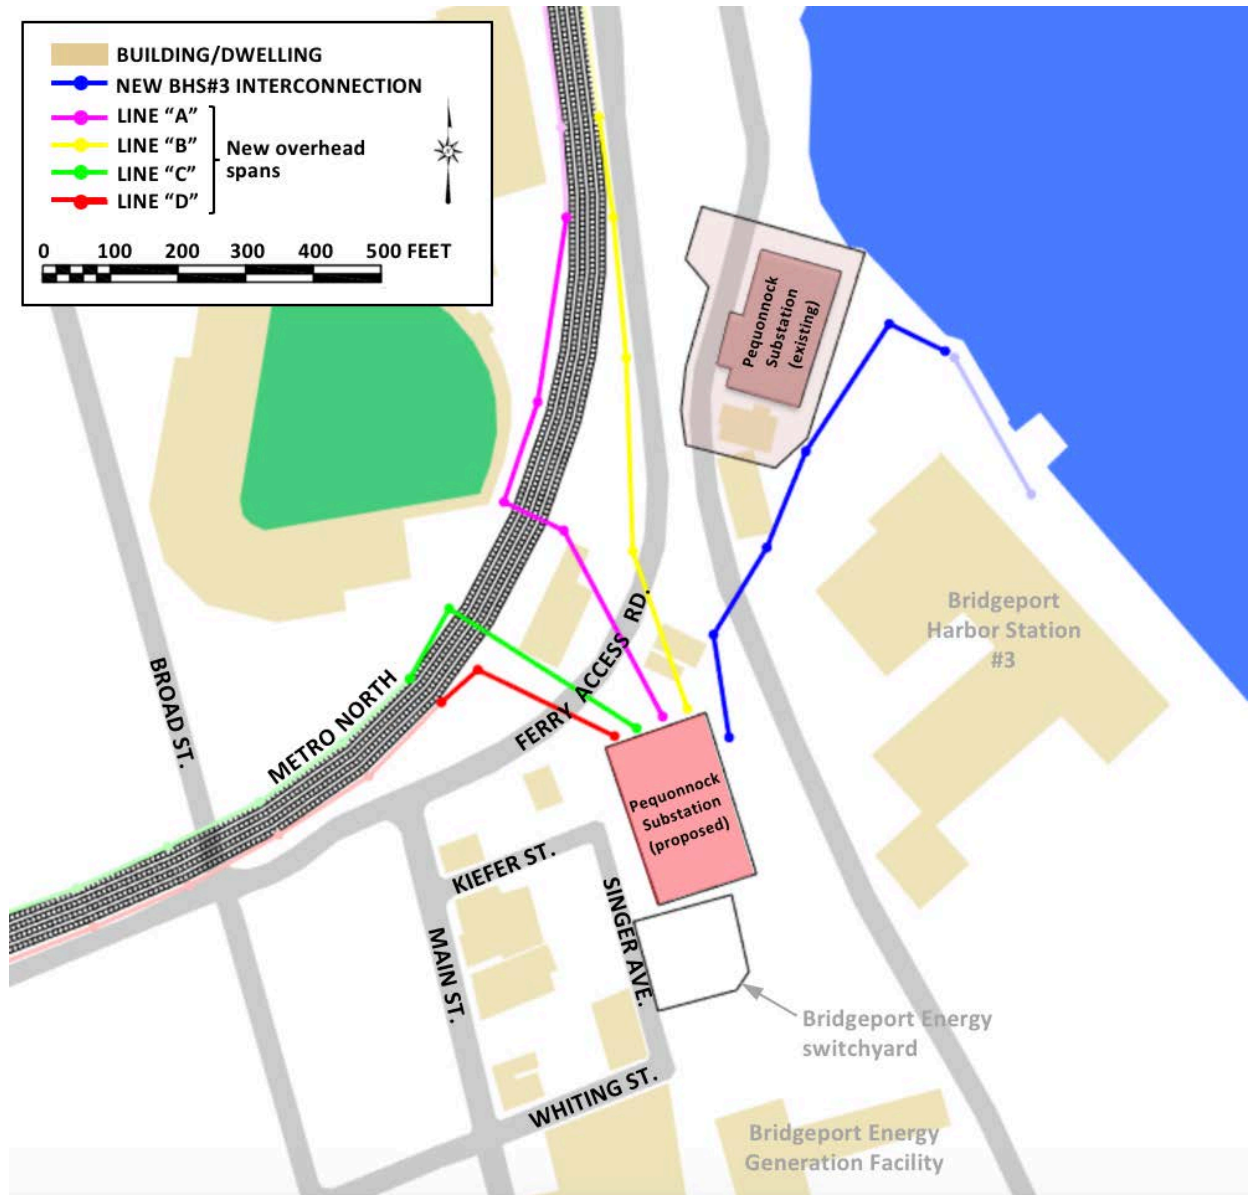 BUILDING/DWELLING
NEW BHS#3 INTERCONNECTION
LINE “A”
LINE “B”
LINE “C”
LINE “D”
New overhead
spans
0 100 200 300 400 500 FEET
Pequonnock
Substation
(existing)
Bridgeport
Harbor Station
#3
BROAD ST.
METRO NORTH
FERRY ACCESS RD.
Pequonnock
Substation
(proposed)
KIEFER ST.
SINGER AVE.
MAIN ST.
Bridgeport Energy
switchyard
WHITING ST.
Bridgeport Energy
Generation Facility